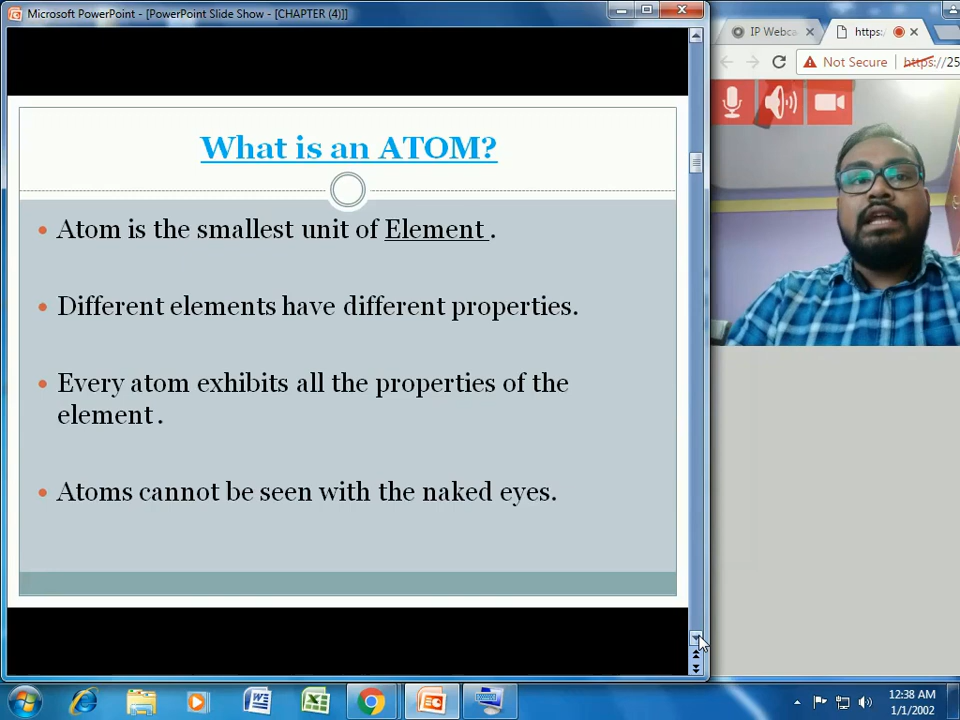 Microsoft PowerPoint - [PowerPoint Slide Show - [CHAPTER (4)]]
IP Webca
https:/
Not Secure | https://25
What is an ATOM?
Atom is the smallest unit of Element .
Different elements have different properties.
Every atom exhibits all the properties of the
element.
Atoms cannot be seen with the naked eyes.
12:38 AM
1/1/2002